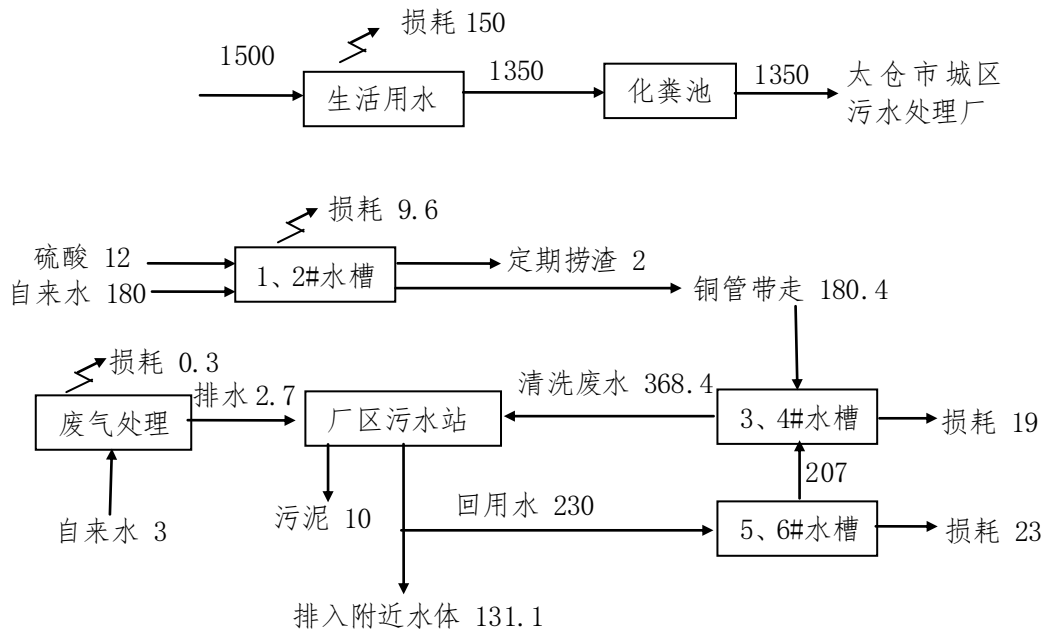 损耗 150
1500
生活用水
1350
化粪池
1350
太仓市城区
污水处理厂
损耗 9.6
硫酸 12
自来水 180
1、2#水槽
定期捞渣 2
铜管带走 180.4
损耗 0.3
排水 2.7
废气处理
自来水 3
厂区污水站
清洗废水 368.4
3、4#水槽
损耗 19
207
污泥 10
回用水 230
5、6#水槽
损耗 23
排入附近水体 131.1